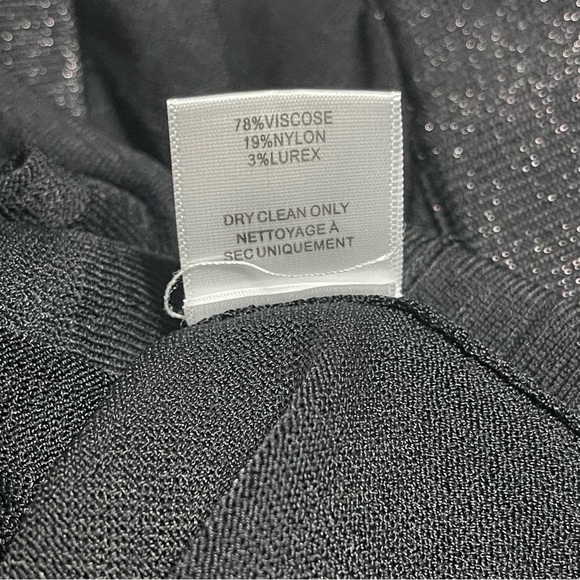 78%VISCOSE
19%NYLON
3%LUREX
DRY CLEAN ONLY
NETTOYAGE À
SEC UNIQUEMENT